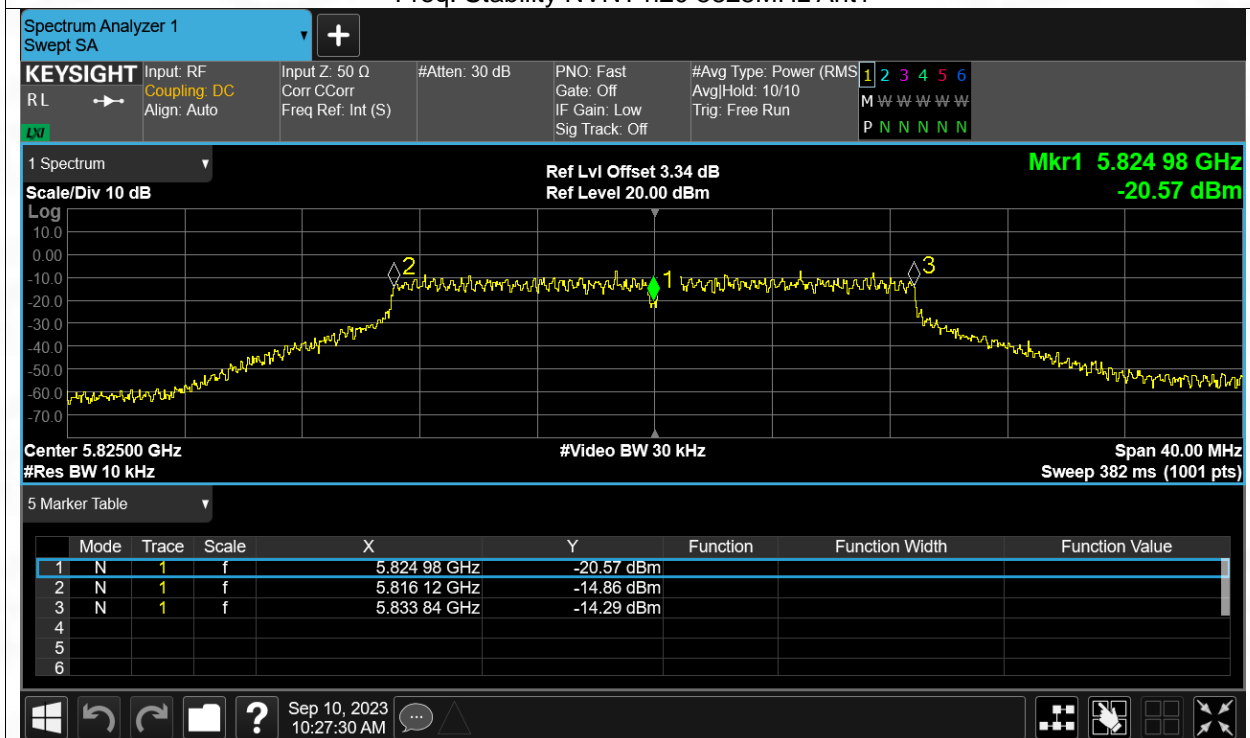 Spectrum Analyzer 1
Swept SA
KEYSIGHT
RL
LXI
Input: RF
Coupling: DC
Align: Auto
Input Z: 50 Ω
Corr CCorr
Freq Ref: Int (S)
#Atten: 30 dB
PNO: Fast
Gate: Off
IF Gain: Low
Sig Track: Off
#Avg Type: Power (RMS
Avg|Hold: 10/10
Trig: Free Run
1 2 3 4 5 6
M W W W W W
P N N N N N
1 Spectrum
Scale/Div 10 dB
Ref Lvl Offset 3.34 dB
Ref Level 20.00 dBm
Mkr1 5.824 98 GHz
-20.57 dBm
Log
10.0
0.00
-10.0
-20.0
-30.0
-40.0
-50.0
-60.0
-70.0
2
1
3
Center 5.82500 GHz
#Video BW 30 kHz
Span 40.00 MHz
#Res BW 10 kHz
Sweep 382 ms (1001 pts)
5 Marker Table
Mode Trace Scale X Y Function Function Width Function Value
1 N 1 f 5.824 98 GHz -20.57 dBm
2 N 1 f 5.816 12 GHz -14.86 dBm
3 N 1 f 5.833 84 GHz -14.29 dBm
4
5
6
?
Sep 10, 2023
10:27:30 AM